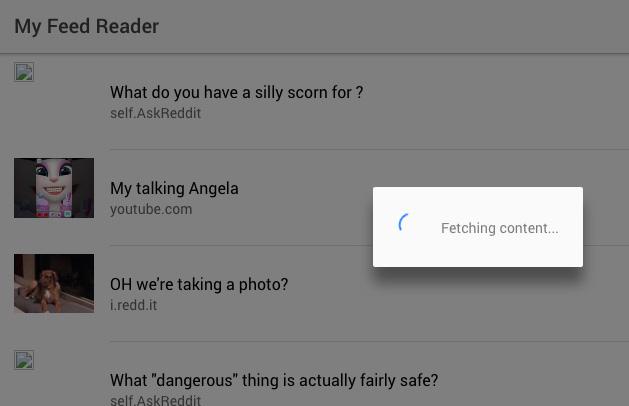 My Feed Reader
What do you have a silly scorn for ?
self.AskReddit
My talking Angela
youtube.com
Fetching content...
OH we're taking a photo?
i.redd.it
What "dangerous" thing is actually fairly safe?
self.AskReddit